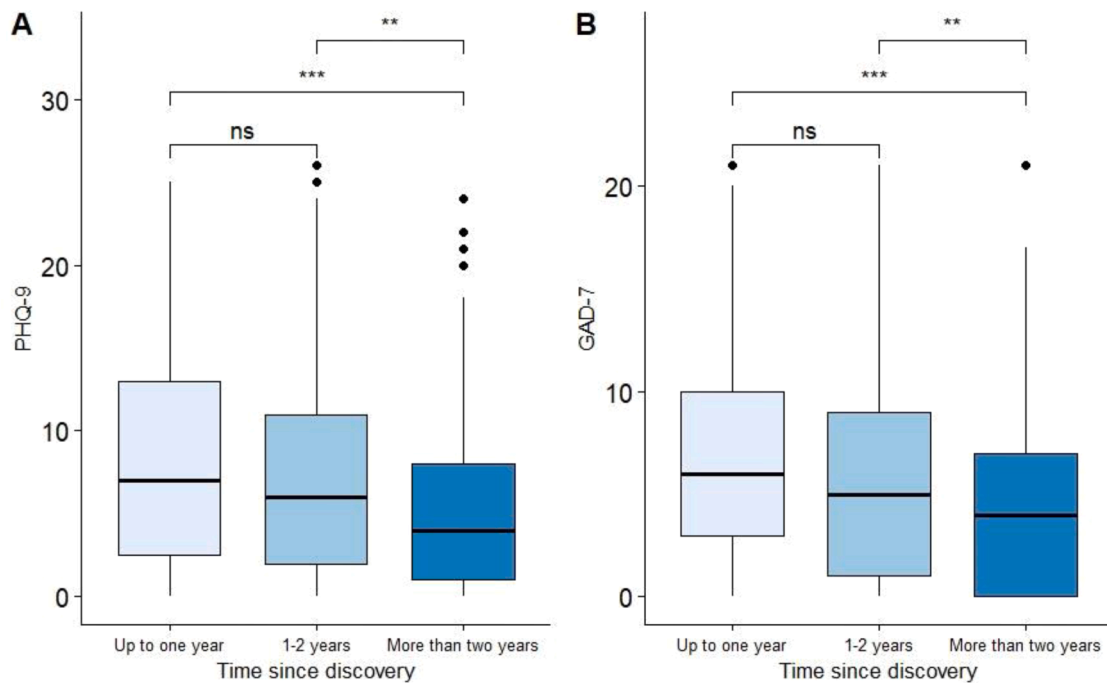 A
**
***
ns
30
20
10
0
PHQ-9
Up to one year
1-2 years
More than two years
Time since discovery
B
**
***
ns
20
10
0
GAD-7
Up to one year
1-2 years
More than two years
Time since discovery